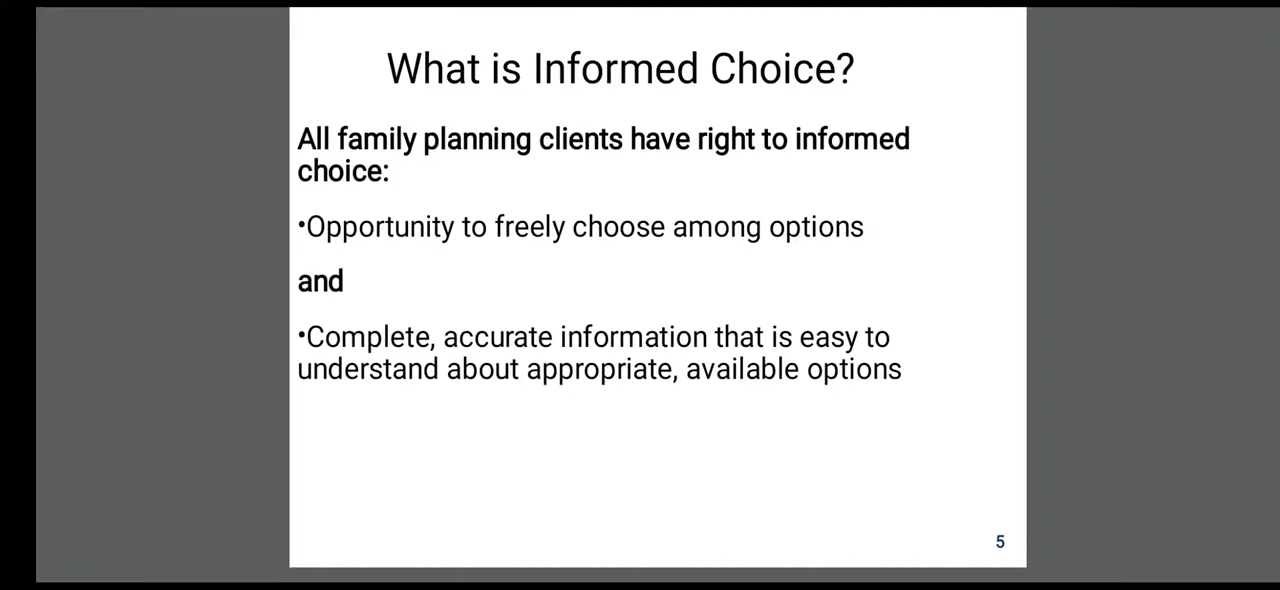 What is Informed Choice?
All family planning clients have right to informed
choice:
•Opportunity to freely choose among options
and
•Complete, accurate information that is easy to
understand about appropriate, available options
5